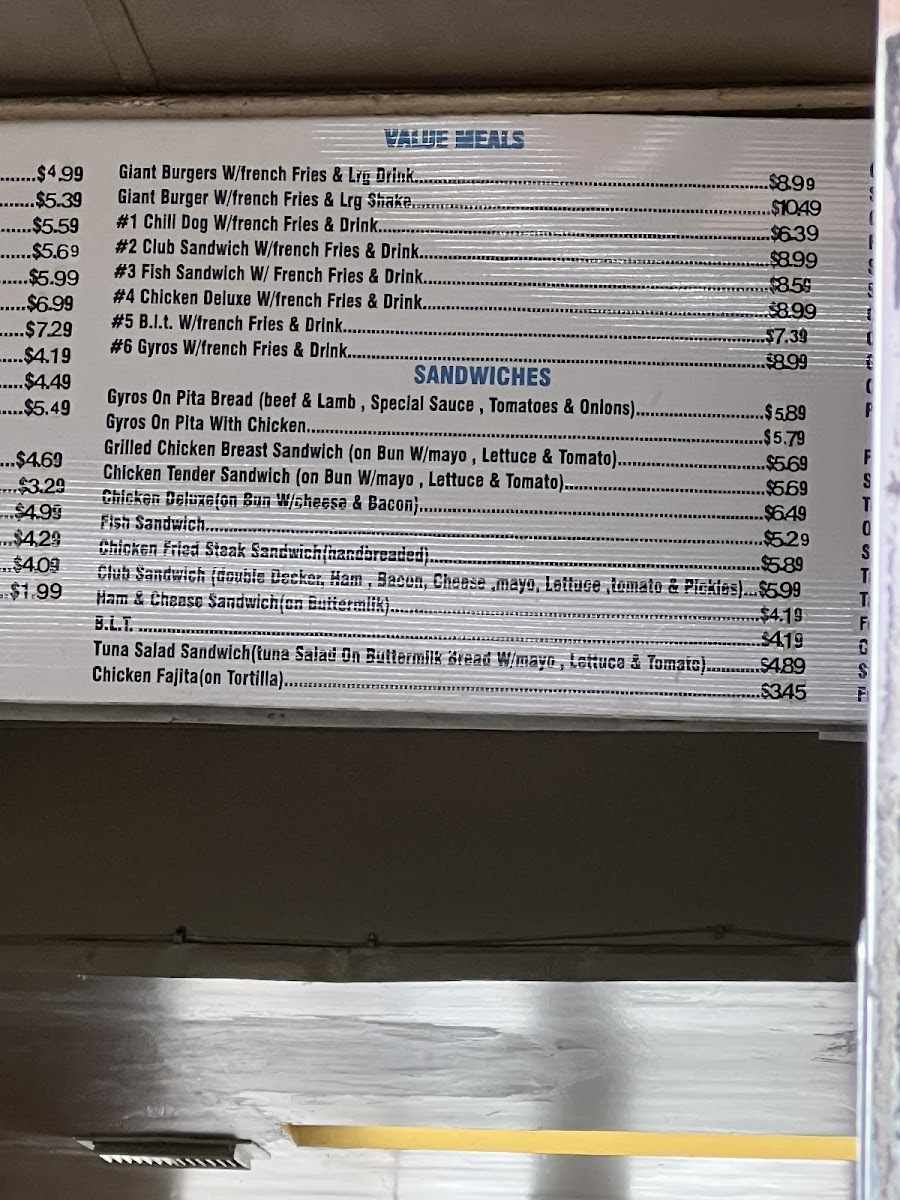 VALUE MEALS
Giant Burgers W/french Fries & Lrg Drink.....$8.99
Giant Burger W/french Fries & Lrg Shake.....$10.49
#1 Chili Dog W/french Fries & Drink.....$6.39
#2 Club Sandwich W/french Fries & Drink.....$8.99
#3 Fish Sandwich W/ French Fries & Drink.....$8.59
#4 Chicken Deluxe W/french Fries & Drink.....$8.99
#5 B.l.t. W/french Fries & Drink.....$7.39
#6 Gyros W/french Fries & Drink.....$8.99
SANDWICHES
Gyros On Pita Bread (beef & Lamb , Special Sauce , Tomatoes & Onions).....$5.89
Gyros On Pita With Chicken.....$5.79
Grilled Chicken Breast Sandwich (on Bun W/mayo , Lettuce & Tomato).....$5.69
Chicken Tender Sandwich (on Bun W/mayo , Lettuce & Tomato).....$5.69
Chicken Deluxe(on Bun W/cheese & Bacon).....$6.49
Fish Sandwich.....$5.29
Chicken Fried Steak Sandwich(handbreaded).....$5.89
Club Sandwich (double Decker, Ham , Bacon, Cheese ,mayo, Lettuce ,tomato & Pickles)...$5.99
Ham & Cheese Sandwich(on Buttermilk).....$4.19
B.L.T. .....$4.19
Tuna Salad Sandwich(tuna Salad On Buttermilk Bread W/mayo , Lettuce & Tomato).....$4.89
Chicken Fajita(on Tortilla).....$3.45
$4.99
$5.39
$5.59
$5.69
$5.99
$6.99
$7.29
$4.19
$4.49
$5.49
$4.69
$3.29
$4.99
$4.29
$4.09
$1.99